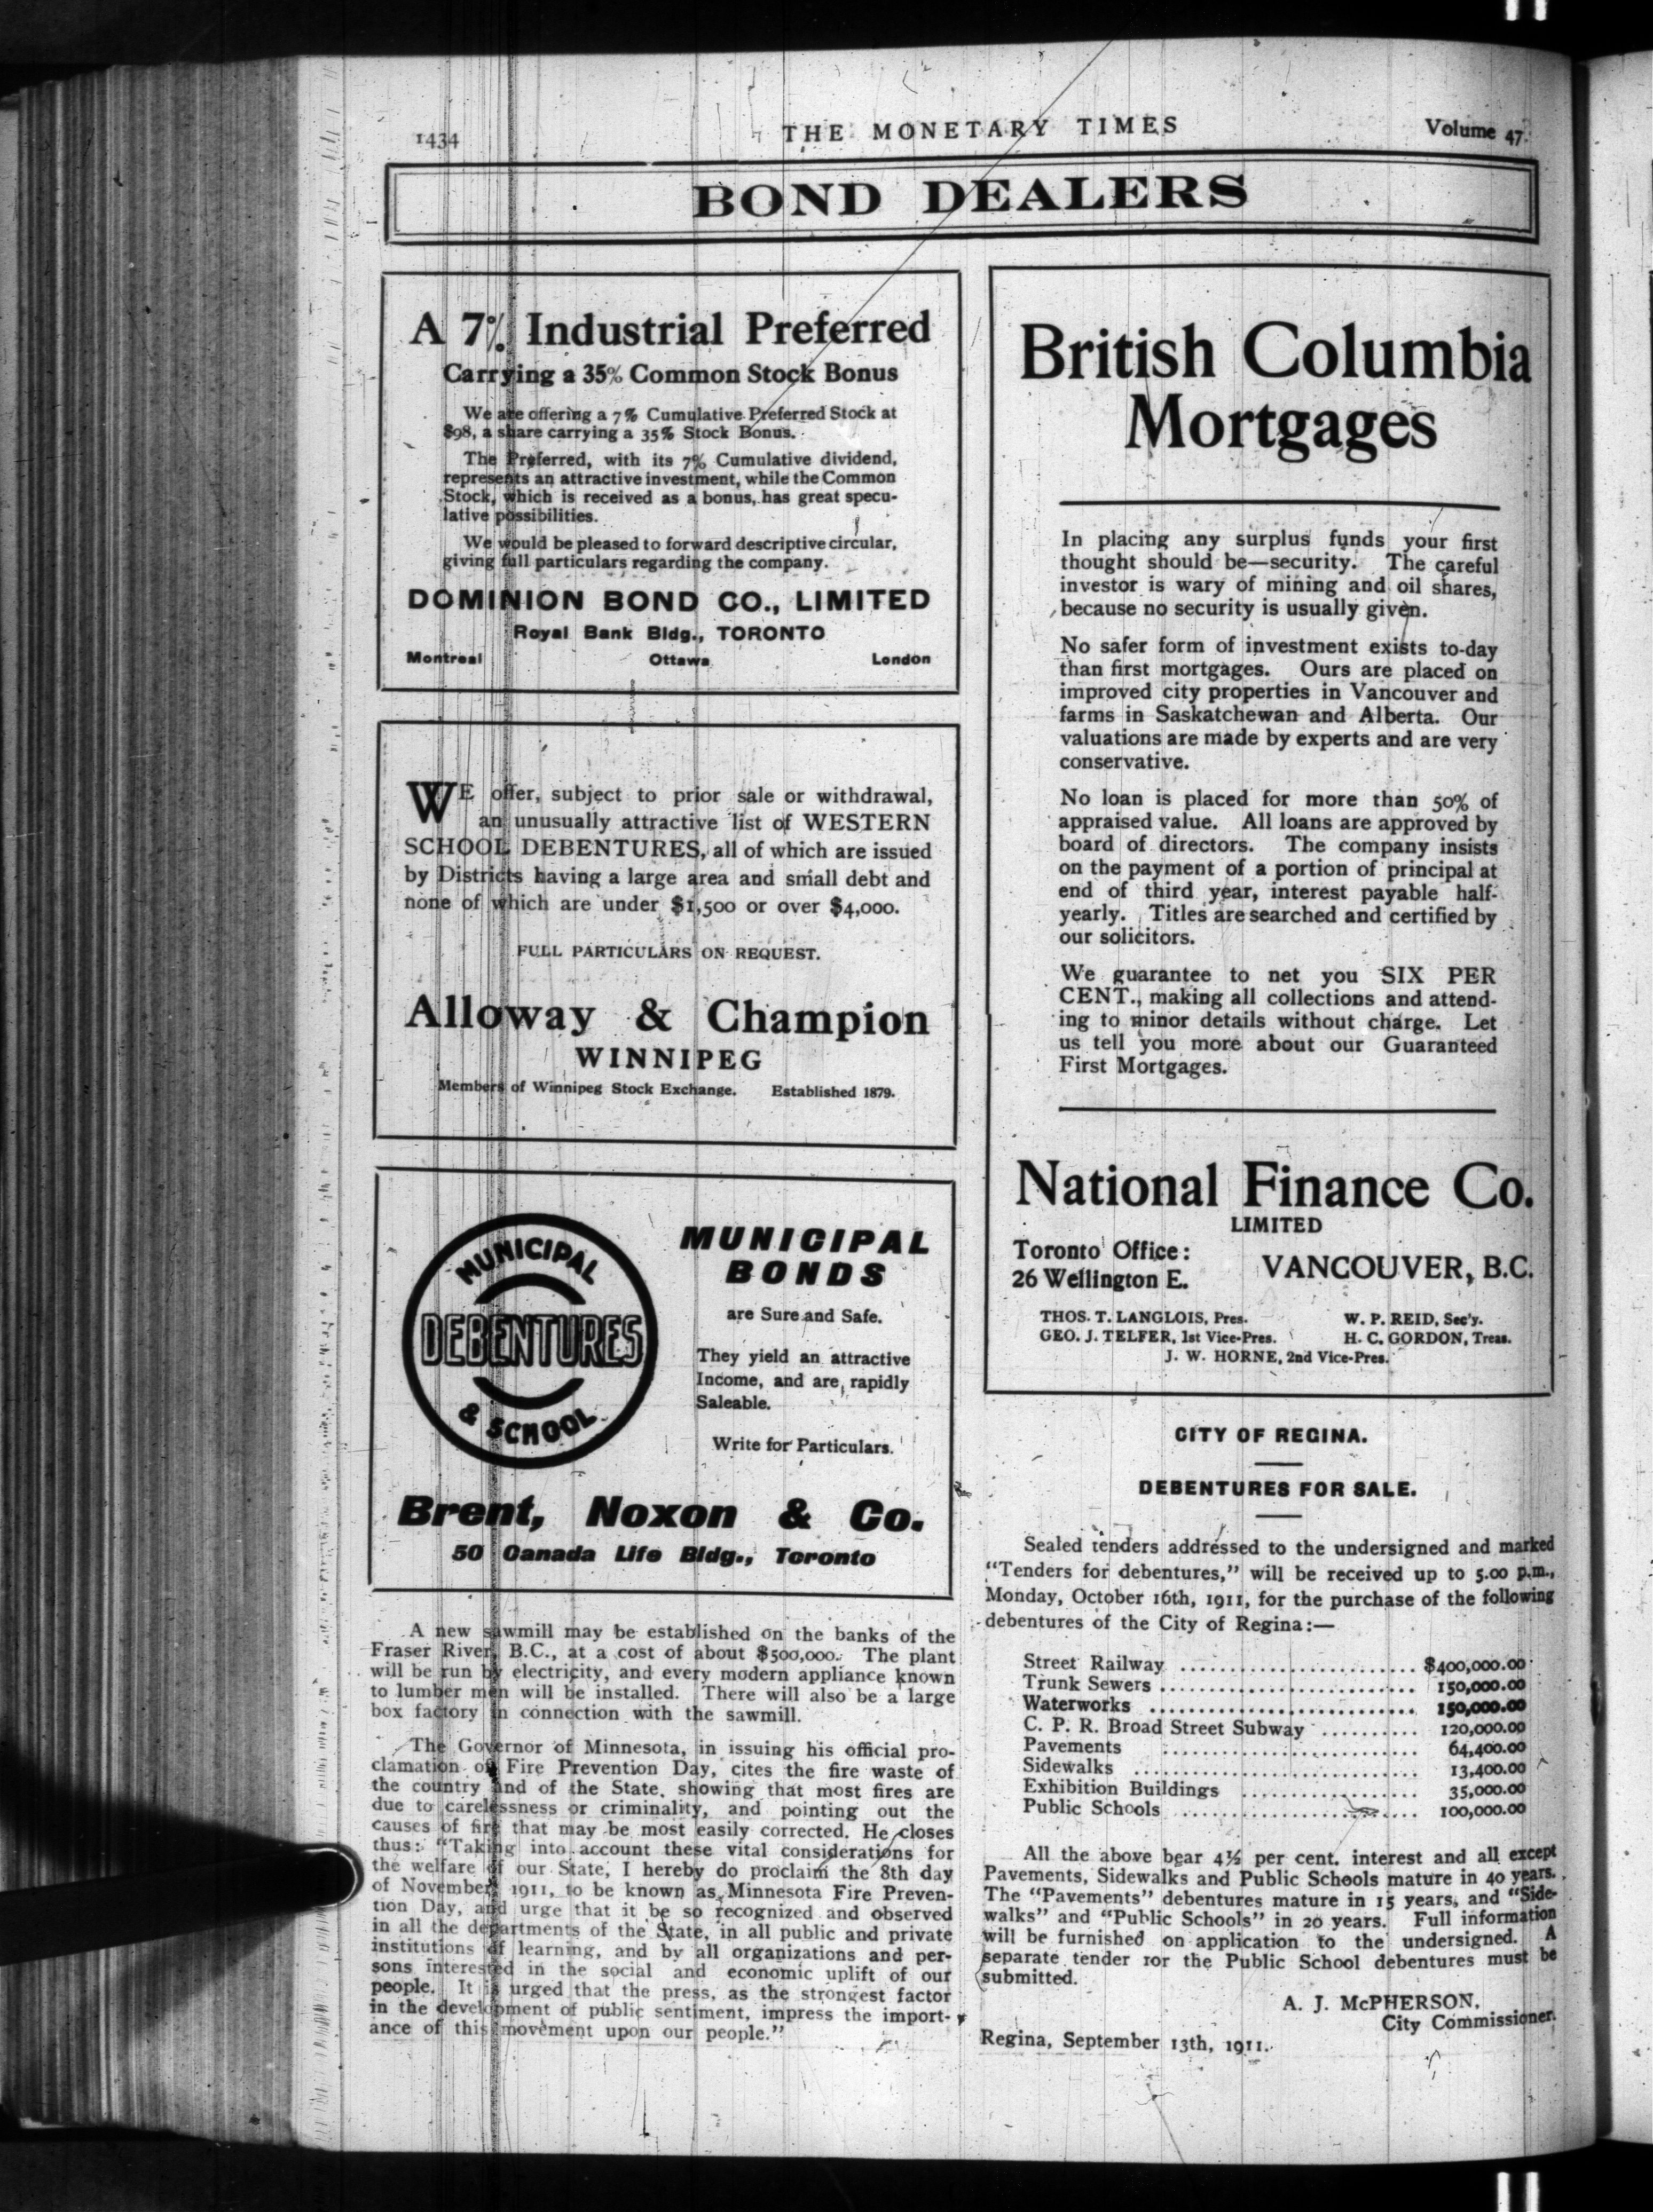 1434
THE MONETARY TIMES
Volume 47.
BOND DEALERS
A 7% Industrial Preferred
Carrying a 35% Common Stock Bonus
We are offering a 7% Cumulative Preferred Stock at
$98, a share carrying a 35% Stock Bonus.
The Preferred, with its 7% Cumulative dividend,
represents an attractive investment, while the Common
Stock, which is received as a bonus, has great specu-
lative possibilities.
We would be pleased to forward descriptive circular,
giving full particulars regarding the company.
DOMINION BOND CO., LIMITED
Royal Bank Bldg., TORONTO
Montreal Ottawa London
WE offer, subject to prior sale or withdrawal,
an unusually attractive list of WESTERN
SCHOOL DEBENTURES, all of which are issued
by Districts having a large area and small debt and
none of which are under $1,500 or over $4,000.
FULL PARTICULARS ON REQUEST.
Alloway & Champion
WINNIPEG
Members of Winnipeg Stock Exchange. Established 1879.
MUNICIPAL
DEBENTURES
& SCHOOL
MUNICIPAL
BONDS
are Sure and Safe.
They yield an attractive
Income, and are rapidly
Saleable.
Write for Particulars.
Brent, Noxon & Co.
50 Canada Life Bldg., Toronto
A new sawmill may be established on the banks of the
Fraser River, B.C., at a cost of about $500,000. The plant
will be run by electricity, and every modern appliance known
to lumber men will be installed. There will also be a large
box factory in connection with the sawmill.
The Governor of Minnesota, in issuing his official pro-
clamation of Fire Prevention Day, cites the fire waste of
the country and of the State, showing that most fires are
due to carelessness or criminality, and pointing out the
causes of fire that may be most easily corrected. He closes
thus: "Taking into account these vital considerations for
the welfare of our State, I hereby do proclaim the 8th day
of November, 1911, to be known as Minnesota Fire Preven-
tion Day, and urge that it be so recognized and observed
in all the departments of the State, in all public and private
institutions of learning, and by all organizations and per-
sons interested in the social and economic uplift of our
people. It is urged that the press, as the strongest factor
in the development of public sentiment, impress the import-
ance of this movement upon our people."
British Columbia
Mortgages
In placing any surplus funds your first
thought should be—security. The careful
investor is wary of mining and oil shares,
because no security is usually given.
No safer form of investment exists to-day
than first mortgages. Ours are placed on
improved city properties in Vancouver and
farms in Saskatchewan and Alberta. Our
valuations are made by experts and are very
conservative.
No loan is placed for more than 50% of
appraised value. All loans are approved by
board of directors. The company insists
on the payment of a portion of principal at
end of third year, interest payable half-
yearly. Titles are searched and certified by
our solicitors.
We guarantee to net you SIX PER
CENT., making all collections and attend-
ing to minor details without charge. Let
us tell you more about our Guaranteed
First Mortgages.
National Finance Co.
LIMITED
Toronto Office:
26 Wellington E.
VANCOUVER, B.C.
THOS. T. LANGLOIS, Pres. W. P. REID, Sec'y.
GEO. J. TELFER, 1st Vice-Pres. H. C. GORDON, Treas.
J. W. HORNE, 2nd Vice-Pres.
CITY OF REGINA.
DEBENTURES FOR SALE.
Sealed tenders addressed to the undersigned and marked
"Tenders for debentures," will be received up to 5.00 p.m.,
Monday, October 16th, 1911, for the purchase of the following
debentures of the City of Regina:—
Street Railway ........................ $400,000.00
Trunk Sewers .......................... 150,000.00
Waterworks ........................... 150,000.00
C. P. R. Broad Street Subway .......... 120,000.00
Pavements .......................... 64,400.00
Sidewalks ............................. 13,400.00
Exhibition Buildings .................. 35,000.00
Public Schools ......................... 100,000.00
All the above bear 4½ per cent. interest and all except
Pavements, Sidewalks and Public Schools mature in 40 years.
The "Pavements" debentures mature in 15 years, and "Side-
walks" and "Public Schools" in 20 years. Full information
will be furnished on application to the undersigned. A
separate tender for the Public School debentures must be
submitted.
A. J. McPHERSON,
City Commissioner.
Regina, September 13th, 1911.